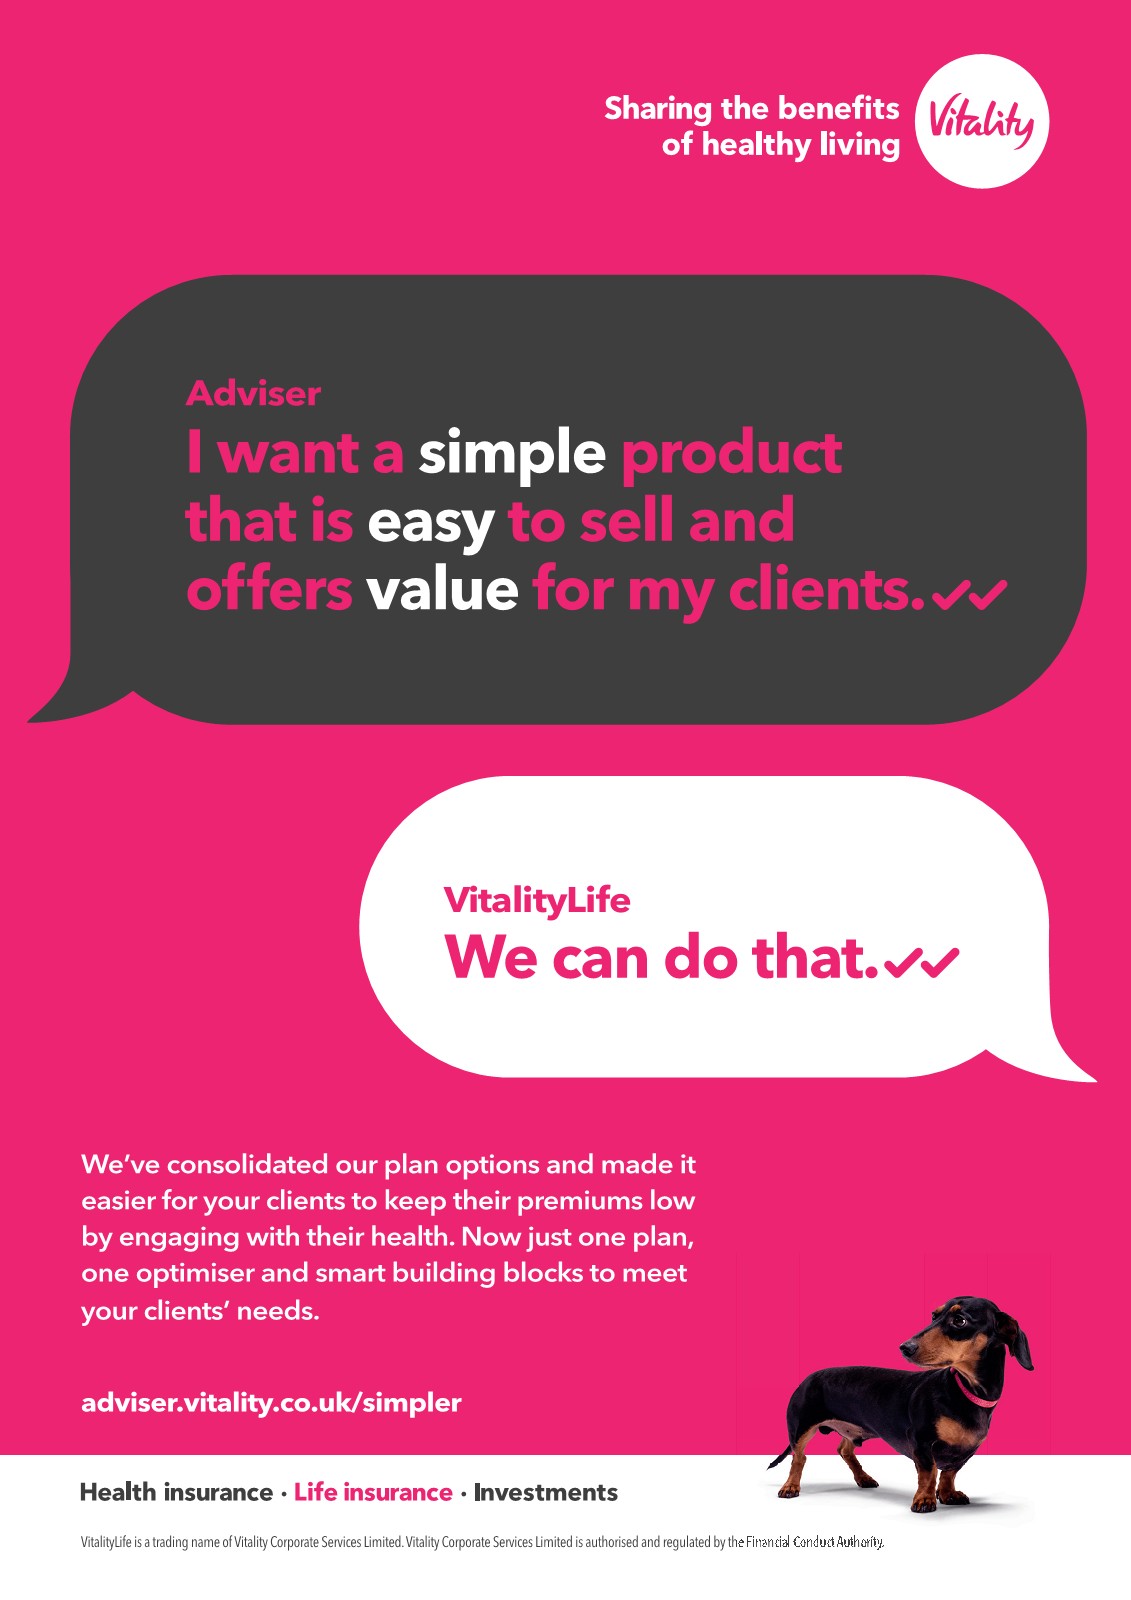 Sharing the benefits
of healthy living
Vitality
Adviser
I want a simple product
that is easy to sell and
offers value for my clients.
VitalityLife
We can do that.
We’ve consolidated our plan options and made it
easier for your clients to keep their premiums low
by engaging with their health. Now just one plan,
one optimiser and smart building blocks to meet
your clients’ needs.
adviser.vitality.co.uk/simpler
Health insurance · Life insurance · Investments
VitalityLife is a trading name of Vitality Corporate Services Limited. Vitality Corporate Services Limited is authorised and regulated by the Financial Conduct Authority.